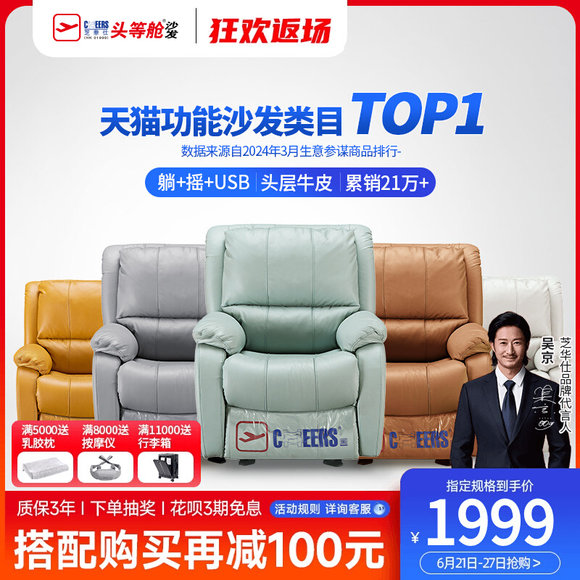 CHEERS
芝華仕
头等舱沙发
狂欢返场
天猫功能沙发类目TOP1
数据来源自2024年3月生意参谋商品排行-
躺+摇+USB 头层牛皮 累销21万+
芝华仕品牌代言人
吴京
CHEERS
满5000送
乳胶枕
满8000送
按摩仪
满11000送
行李箱
质保3年 | 下单抽奖 | 花呗3期免息
活动规则 详询客服
搭配购买再减100元
指定规格到手价
¥1999
6月21日-27日抢购>